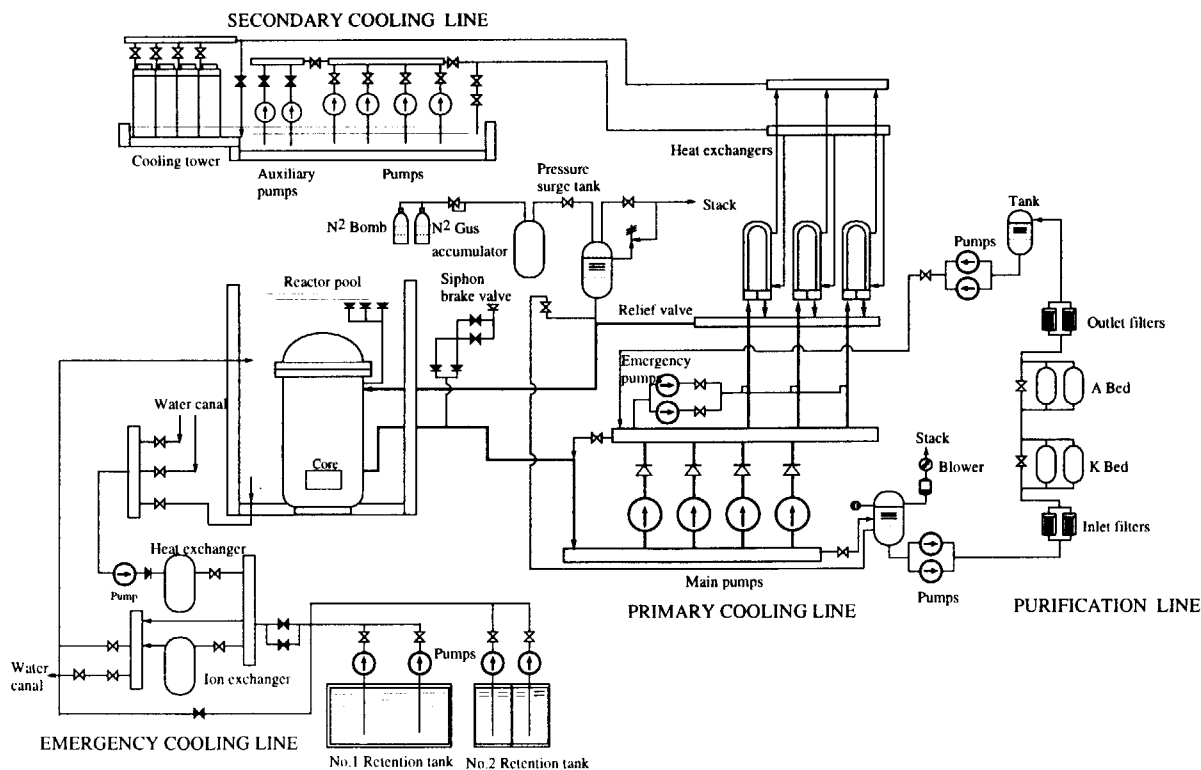 SECONDARY COOLING LINE
Cooling tower
Auxiliary
pumps
Pumps
Heat exchangers
Pressure
surge tank
Stack
N2 Bomb
N2 Gus
accumulator
Tank
Pumps
Reactor pool
Siphon
brake valve
Relief valve
Outlet filters
Emergency
pumps
A Bed
Water canal
Stack
Blower
K Bed
Core
Inlet filters
Heat exchanger
Pump
Main pumps
Pumps
PRIMARY COOLING LINE
PURIFICATION LINE
Pumps
Water
canal
Ion exchanger
EMERGENCY COOLING LINE
No.1 Retention tank
No.2 Retention tank